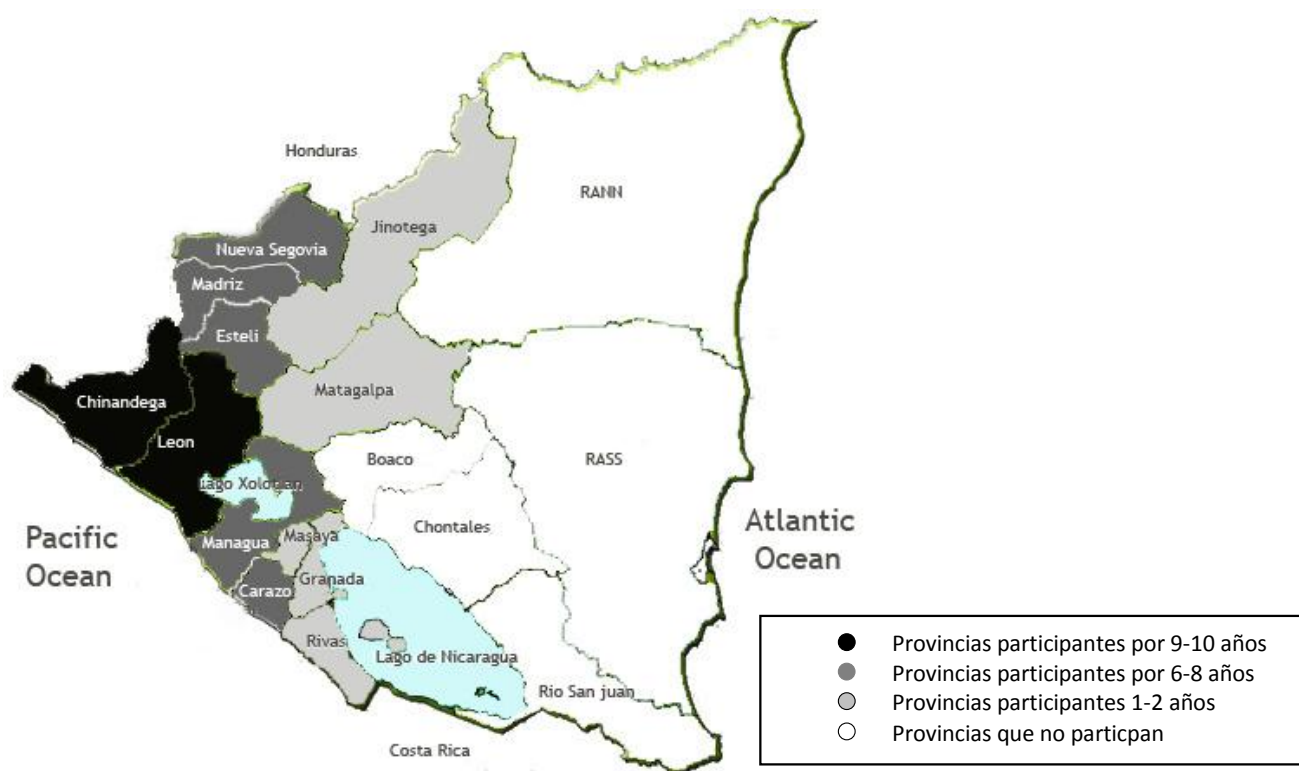 Honduras
RANN
Jinotega
Nueva Segovia
Madriz
Esteli
Matagalpa
Chinandega
Leon
Boaco
RASS
Xolotlan
Chontales
Atlantic
Ocean
Pacific
Ocean
Managua
Masaya
Granada
Carazo
Rivas
Lago de Nicaragua
Rio San juan
Costa Rica
Provincias participantes por 9-10 años
Provincias participantes por 6-8 años
Provincias participantes 1-2 años
Provincias que no particpan